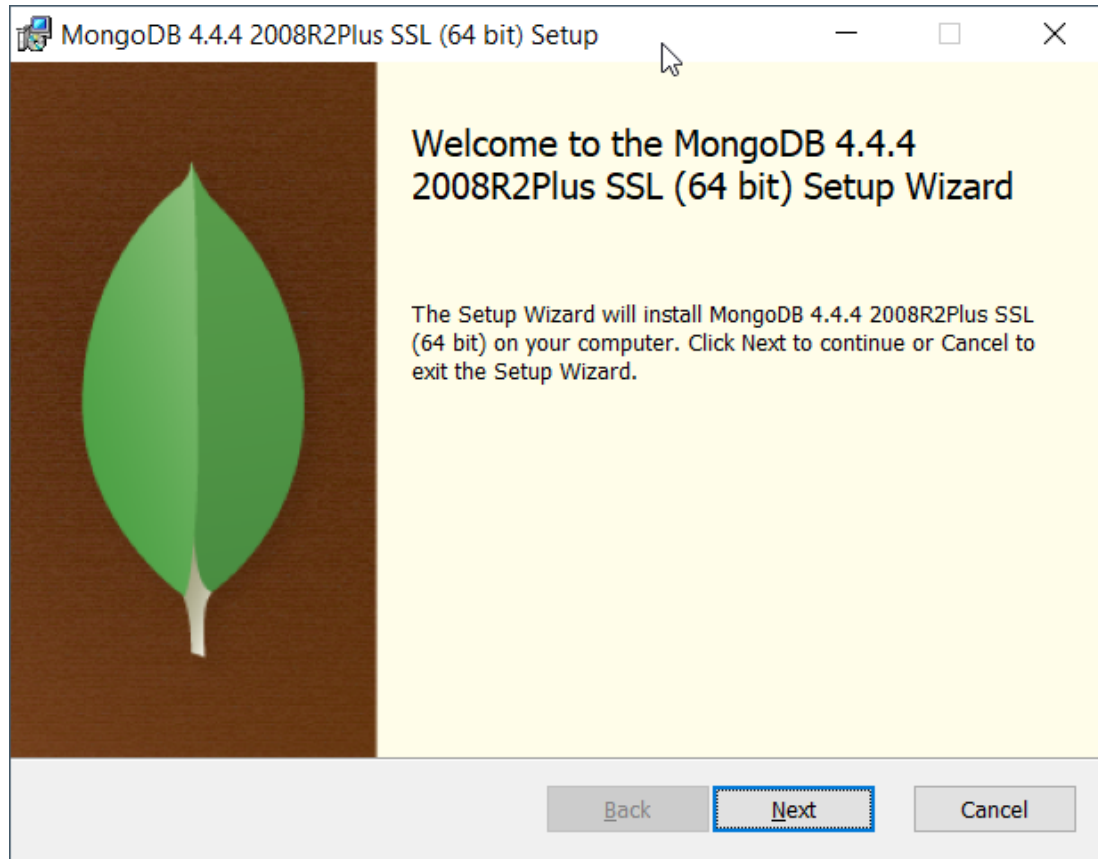 MongoDB 4.4.4 2008R2Plus SSL (64 bit) Setup
Welcome to the MongoDB 4.4.4
2008R2Plus SSL (64 bit) Setup Wizard
The Setup Wizard will install MongoDB 4.4.4 2008R2Plus SSL
(64 bit) on your computer. Click Next to continue or Cancel to
exit the Setup Wizard.
Back Next Cancel